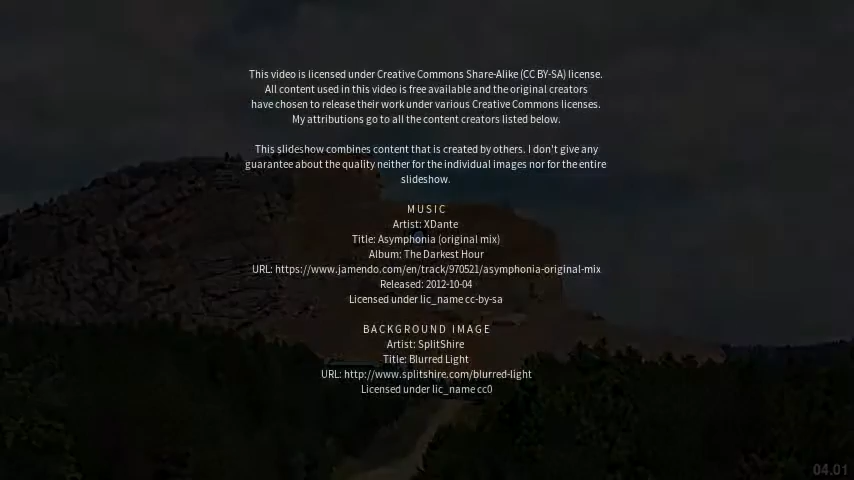 This video is licensed under Creative Commons Share-Alike (CC BY-SA) license.
All content used in this video is free available and the original creators
have chosen to release their work under various Creative Commons licenses.
My attributions go to all the content creators listed below.
This slideshow combines content that is created by others. I don't give any
guarantee about the quality neither for the individual images nor for the entire
slideshow.
MUSIC
Artist: XDante
Title: Asymphonia (original mix)
Album: The Darkest Hour
URL: https://www.jamendo.com/en/track/970521/asymphonia-original-mix
Released: 2012-10-04
Licensed under lic_name cc-by-sa
BACKGROUND IMAGE
Artist: SplitShire
Title: Blurred Light
URL: http://www.splitshire.com/blurred-light
Licensed under lic_name cc0
04.01